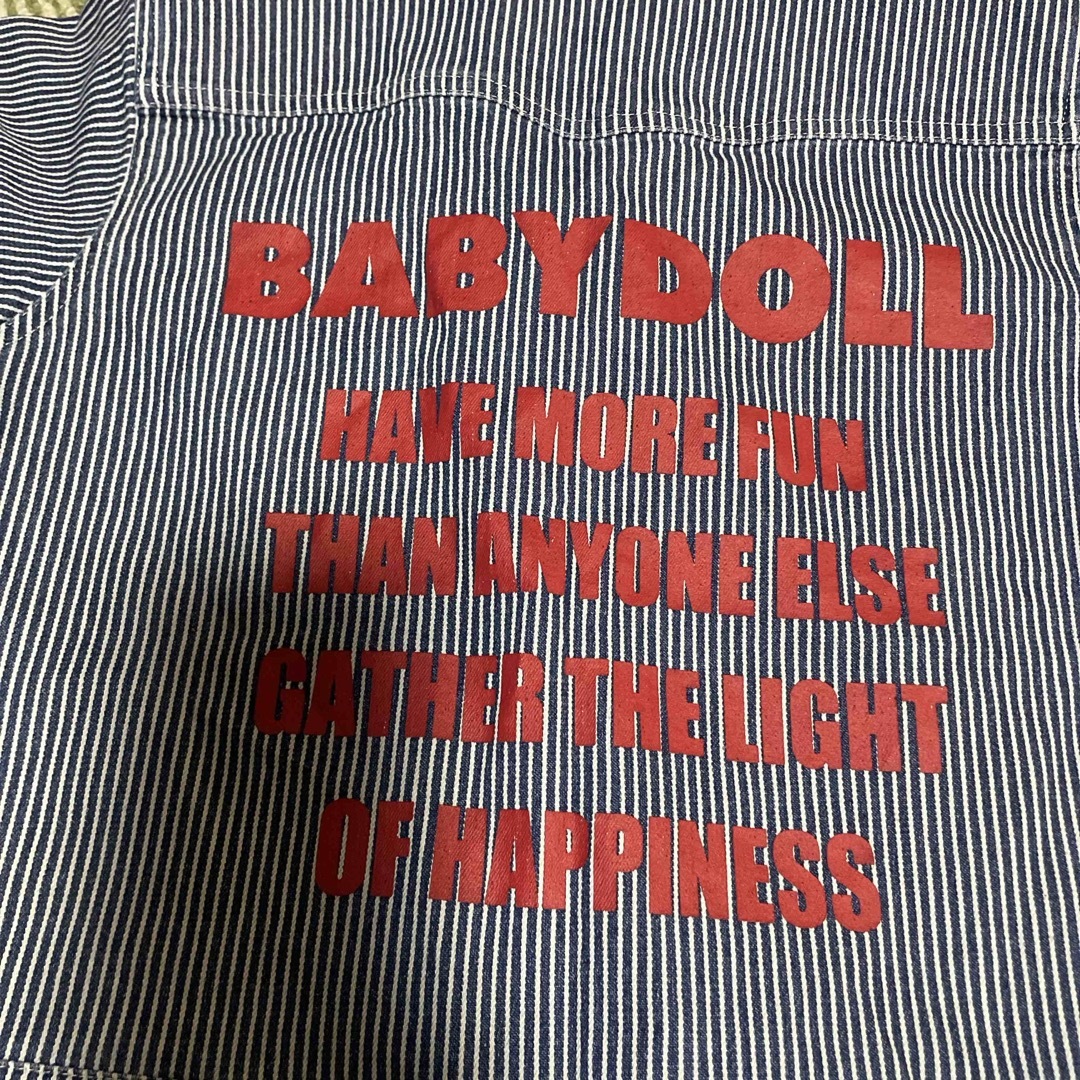 BABYDOLL
HAVE MORE FUN
THAN ANYONE ELSE
GATHER THE LIGHT
OF HAPPINESS